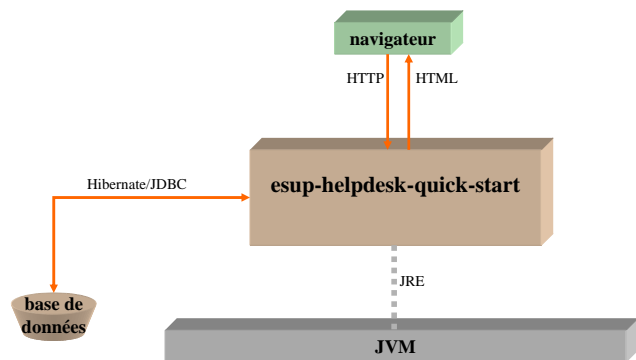 navigateur
HTTP
HTML
esup-helpdesk-quick-start
Hibernate/JDBC
JRE
base de
données
JVM